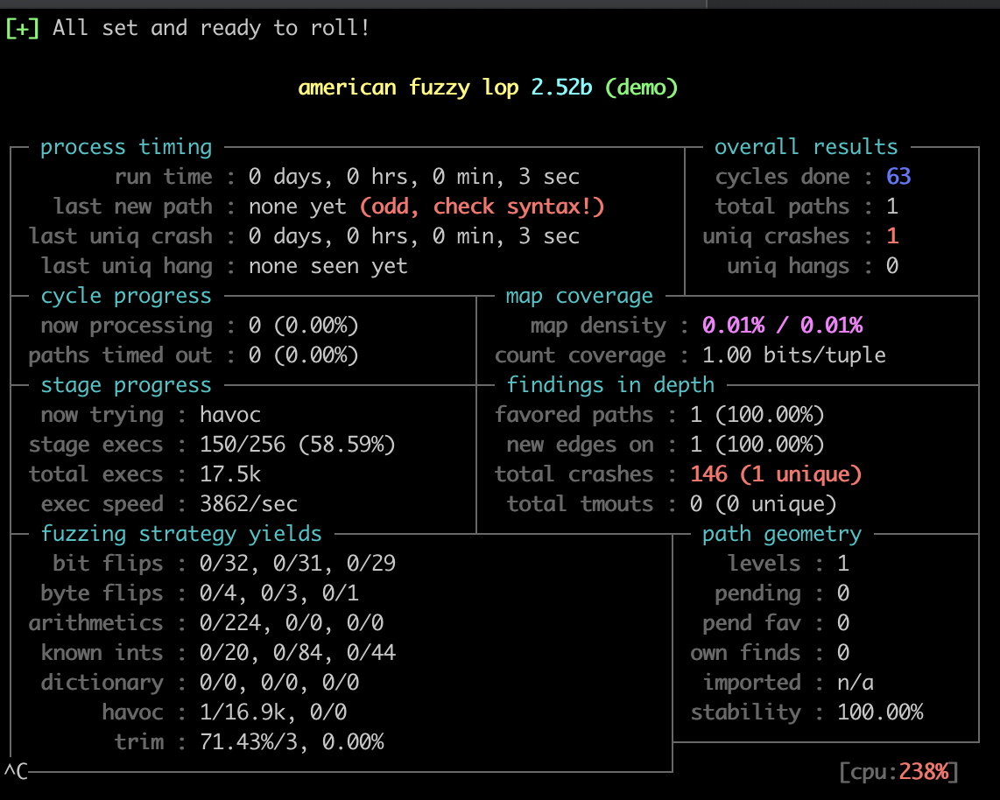 [+] All set and ready to roll!
american fuzzy lop 2.52b (demo)
process timing overall results
run time : 0 days, 0 hrs, 0 min, 3 sec cycles done : 63
last new path : none yet (odd, check syntax!) total paths : 1
last uniq crash : 0 days, 0 hrs, 0 min, 3 sec uniq crashes : 1
last uniq hang : none seen yet uniq hangs : 0
cycle progress map coverage
now processing : 0 (0.00%) map density : 0.01% / 0.01%
paths timed out : 0 (0.00%) count coverage : 1.00 bits/tuple
stage progress findings in depth
now trying : havoc favored paths : 1 (100.00%)
stage execs : 150/256 (58.59%) new edges on : 1 (100.00%)
total execs : 17.5k total crashes : 146 (1 unique)
exec speed : 3862/sec total tmouts : 0 (0 unique)
fuzzing strategy yields path geometry
bit flips : 0/32, 0/31, 0/29 levels : 1
byte flips : 0/4, 0/3, 0/1 pending : 0
arithmetics : 0/224, 0/0, 0/0 pend fav : 0
known ints : 0/20, 0/84, 0/44 own finds : 0
dictionary : 0/0, 0/0, 0/0 imported : n/a
havoc : 1/16.9k, 0/0 stability : 100.00%
trim : 71.43%/3, 0.00%
^C [cpu:238%]